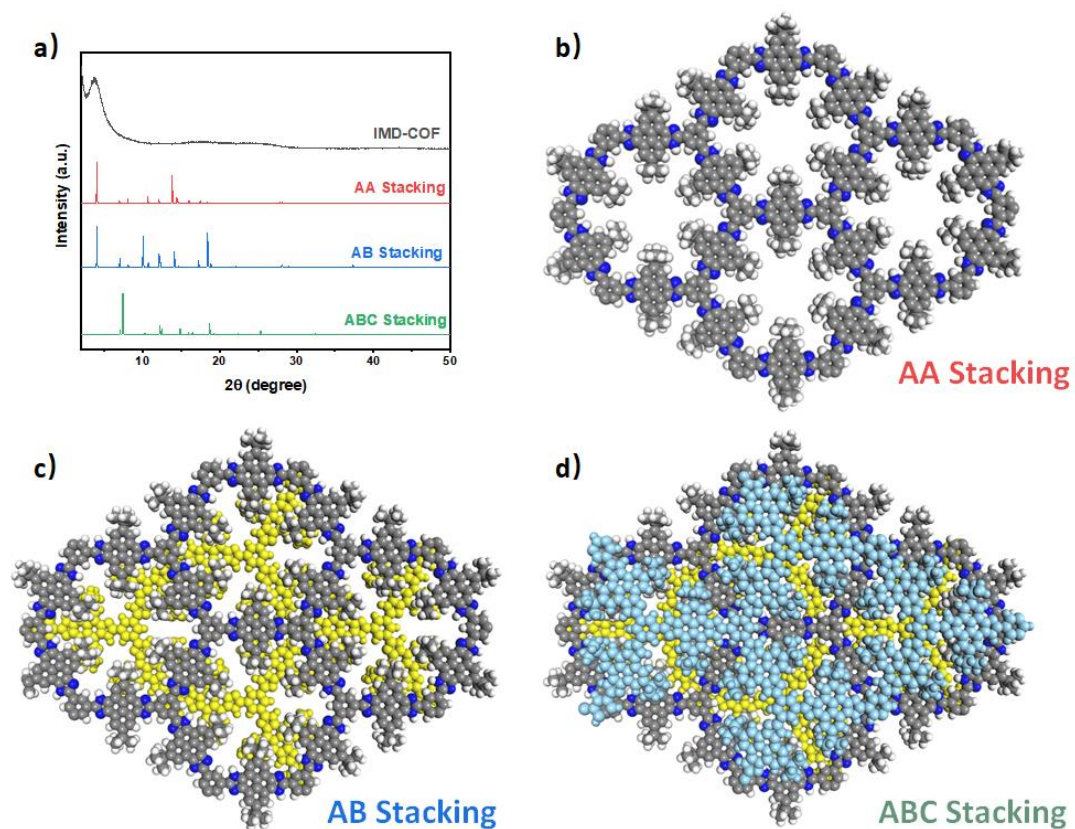 a)
Intensity (a.u.)
IMD-COF
AA Stacking
AB Stacking
ABC Stacking
10 20 30 40 50
2θ (degree)
b)
AA Stacking
c)
AB Stacking
d)
ABC Stacking